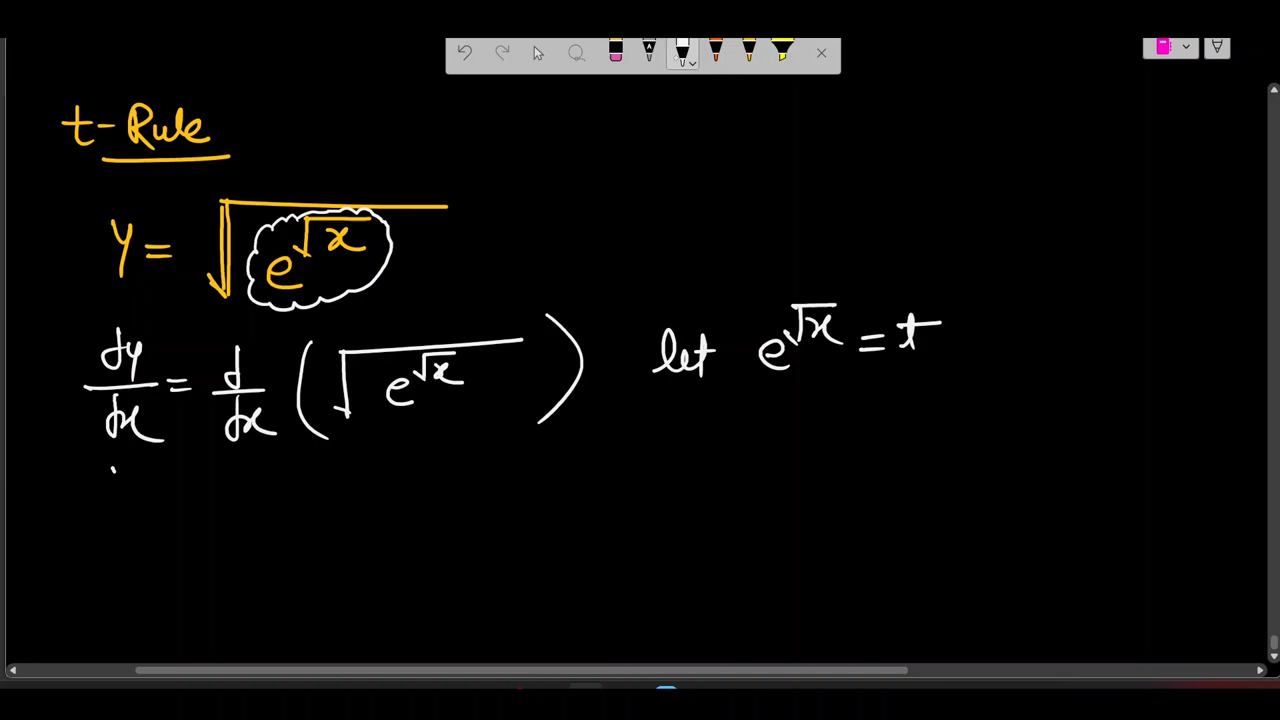 t-Rule
y = √(e^√x)
dy/dx = d/dx (√(e^√x)) let e^√x = t